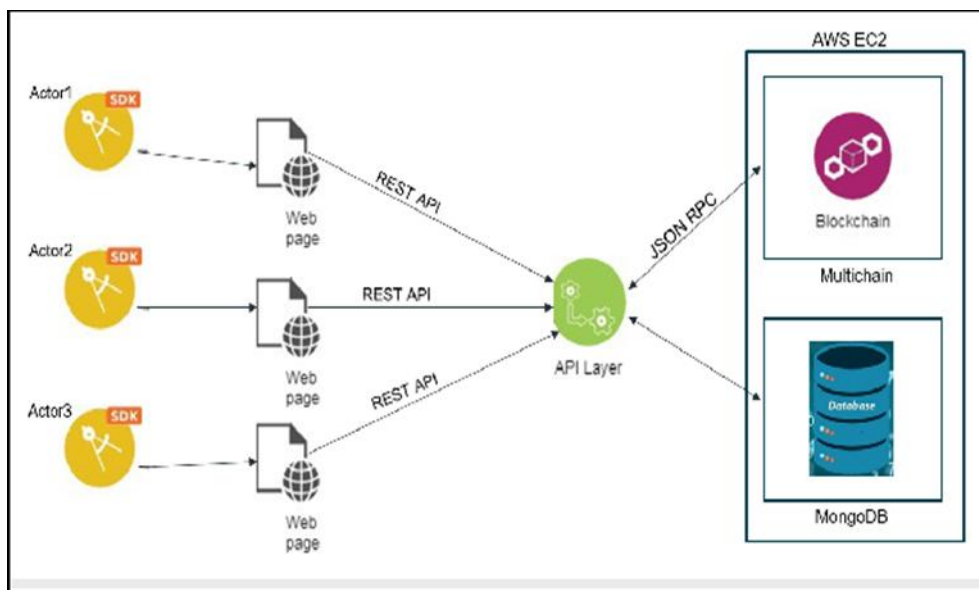 AWS EC2
Actor1
SDK
REST API
Web
page
Blockchain
JSON RPC
Multichain
Actor2
SDK
REST API
Web
page
API Layer
Database
Actor3
SDK
REST API
Web
page
MongoDB